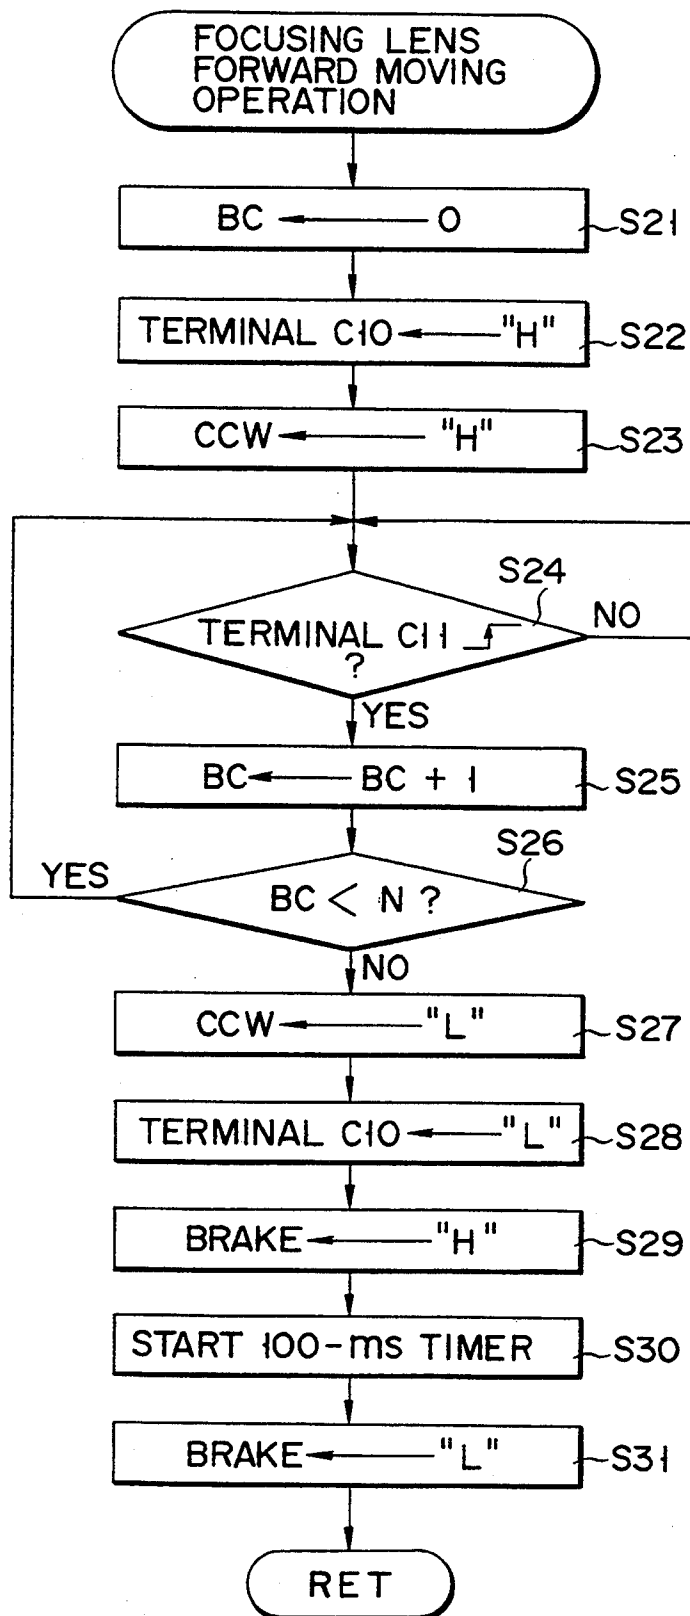 FOCUSING LENS
FORWARD MOVING
OPERATION
BC ← 0 S21
TERMINAL C10 ← "H" S22
CCW ← "H" S23
S24
TERMINAL C11
?
NO
YES
BC ← BC + 1 S25
S26
YES
BC < N ?
NO
CCW ← "L" S27
TERMINAL C10 ← "L" S28
BRAKE ← "H" S29
START 100-ms TIMER S30
BRAKE ← "L" S31
RET